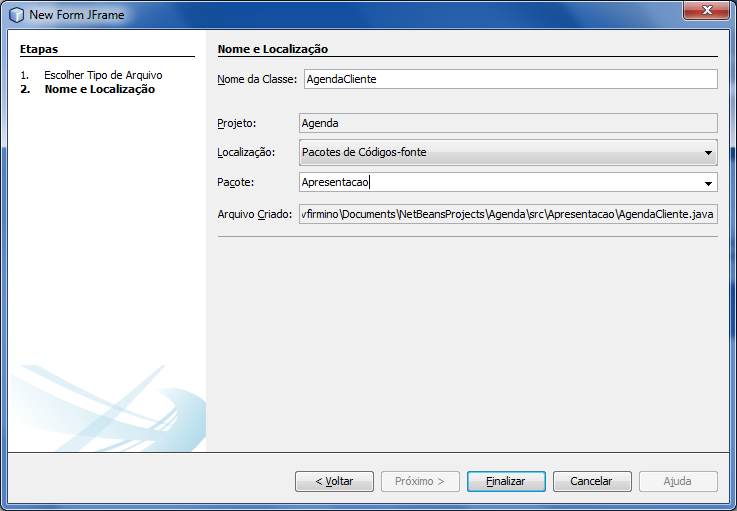 New Form JFrame
Etapas
1. Escolher Tipo de Arquivo
2. Nome e Localização
Nome e Localização
Nome da Classe: AgendaCliente
Projeto: Agenda
Localização: Pacotes de Códigos-fonte
Pacote: Apresentacao
Arquivo Criado: vfirmino\Documents\NetBeansProjects\Agenda\src\Apresentacao\AgendaCliente.java
< Voltar Próximo > Finalizar Cancelar Ajuda